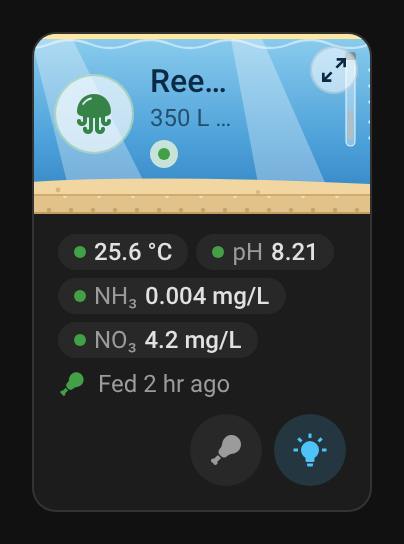 Ree...
350 L ...
25.6 °C pH 8.21
NH₃ 0.004 mg/L
NO₃ 4.2 mg/L
Fed 2 hr ago